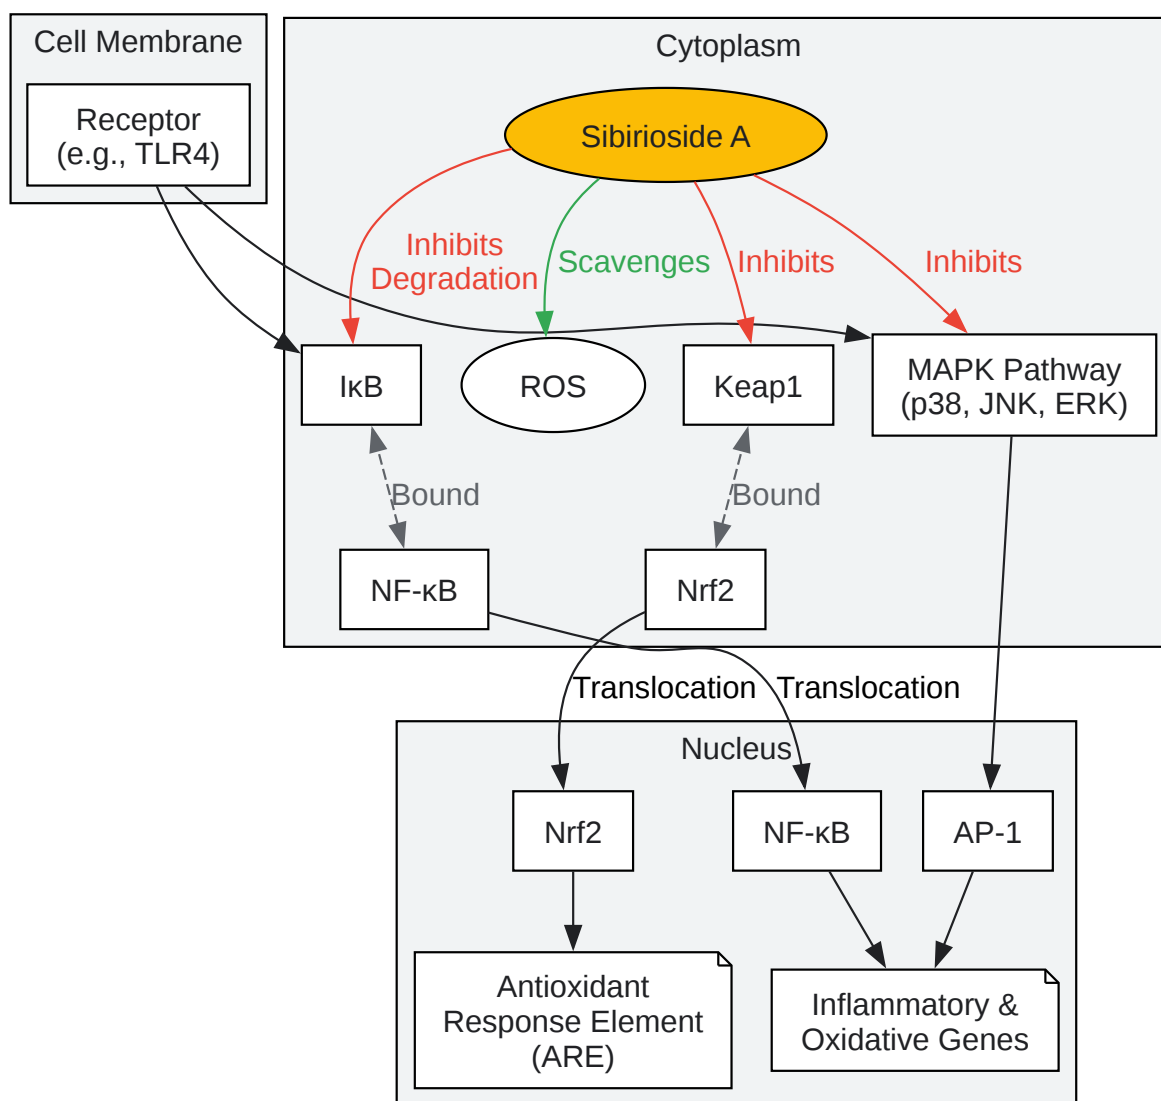 Cell Membrane
Receptor
(e.g., TLR4)
Cytoplasm
Sibirioside A
Inhibits
Degradation
Scavenges
Inhibits
Inhibits
IκB
ROS
Keap1
MAPK Pathway
(p38, JNK, ERK)
Bound
Bound
NF-κB
Nrf2
Translocation
Translocation
Nucleus
Nrf2
NF-κB
AP-1
Antioxidant
Response Element
(ARE)
Inflammatory &
Oxidative Genes